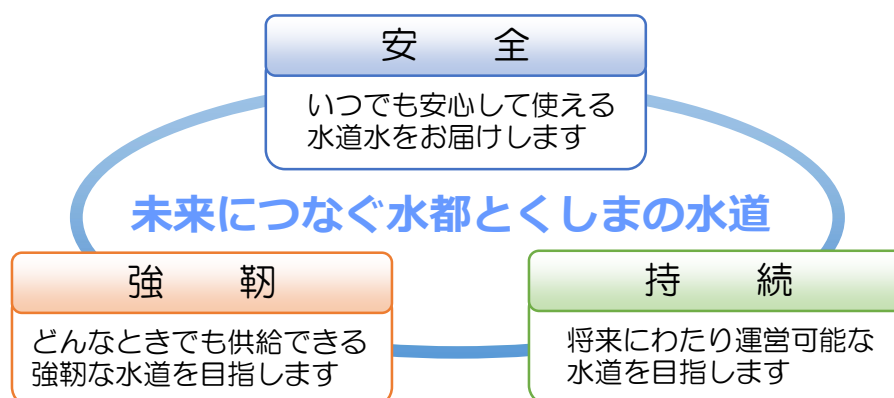 安　全
いつでも安心して使える
水道水をお届けします
未来につなぐ水都とくしまの水道
強　靭
どんなときでも供給できる
強靭な水道を目指します
持　続
将来にわたり運営可能な
水道を目指します